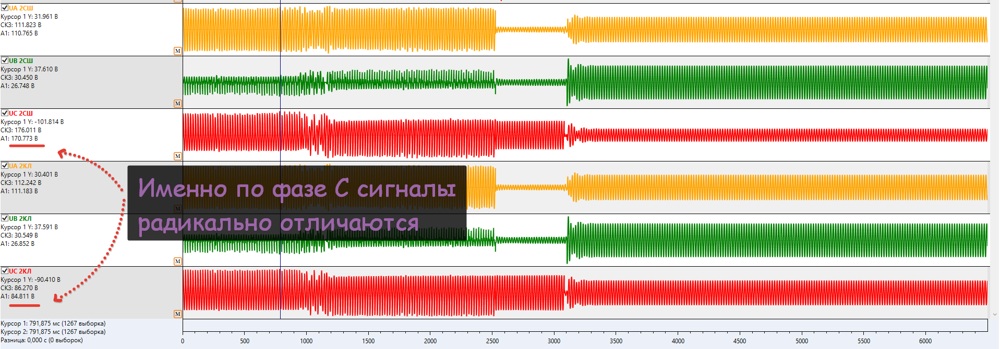 UA 2СШ
Курсор 1 Y: 31.961 В
СКЗ: 111.823 В
A1: 110.765 В
M
UB 2СШ
Курсор 1 Y: 37.610 В
СКЗ: 30.450 В
A1: 26.748 В
M
UC 2СШ
Курсор 1 Y: -101.814 В
СКЗ: 176.011 В
A1: 170.773 В
M
UA 2КЛ
Курсор 1 Y: 30.401 В
СКЗ: 112.242 В
A1: 111.183 В
M
Именно по фазе С сигналы
радикально отличаются
UB 2КЛ
Курсор 1 Y: 37.591 В
СКЗ: 30.549 В
A1: 26.852 В
M
UC 2КЛ
Курсор 1 Y: -90.410 В
СКЗ: 86.270 В
A1: 84.811 В
M
Курсор 1: 791,875 мс (1267 выборка)
Курсор 2: 791,875 мс (1267 выборка)
Разница: 0,000 с (0 выборок)
0 500 1000 1500 2000 2500 3000 3500 4000 4500 5000 5500 6000